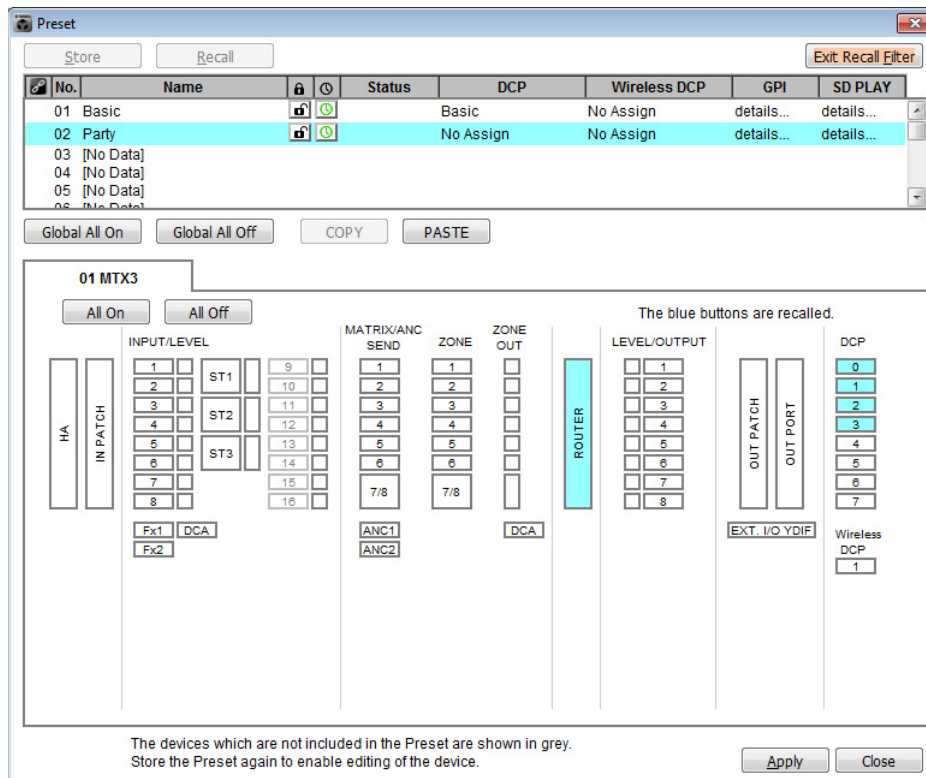 Preset
Store Recall Exit Recall Filter
No. Name Status DCP Wireless DCP GPI SD PLAY
01 Basic Basic No Assign details... details...
02 Party No Assign No Assign details... details...
03 [No Data]
04 [No Data]
05 [No Data]
06 [No Data]
Global All On Global All Off COPY PASTE
01 MTX3
All On All Off The blue buttons are recalled.
INPUT/LEVEL MATRIX/ANC SEND ZONE ZONE OUT LEVEL/OUTPUT DCP
HA IN PATCH ROUTER OUT PATCH OUT PORT
1 ST1 9 1 1 1 0
2 10 2 2 2 1
3 ST2 11 3 3 3 2
4 12 4 4 4 3
5 ST3 13 5 5 5 4
6 14 6 6 6 5
7 15 7/8 7/8 7 6
8 16 8 7
Fx1 DCA ANC1 DCA EXT. I/O YDIF Wireless DCP
Fx2 ANC2 1
The devices which are not included in the Preset are shown in grey.
Store the Preset again to enable editing of the device.
Apply Close